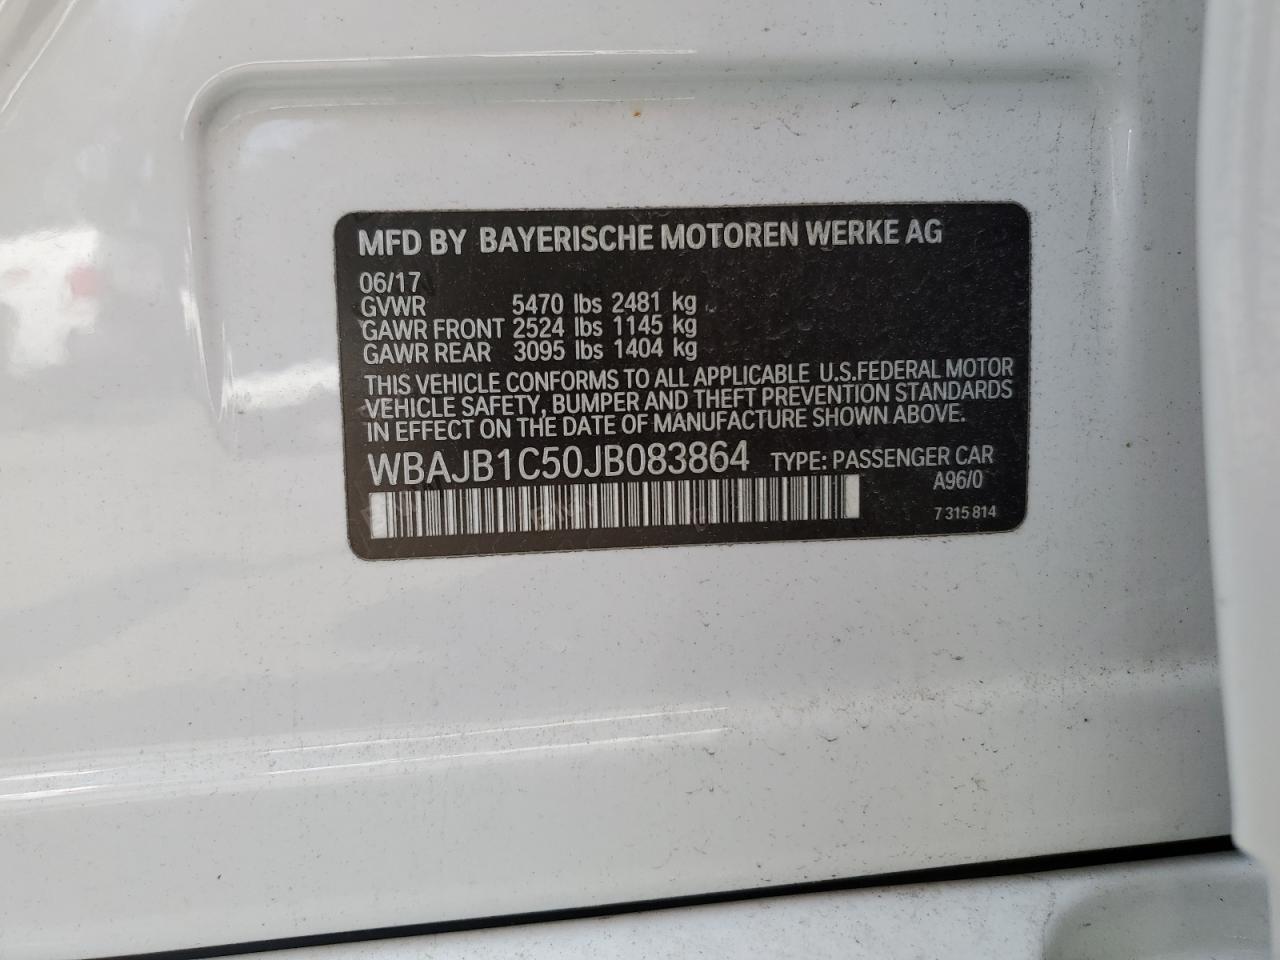 MFD BY BAYERISCHE MOTOREN WERKE AG
06/17
GVWR 5470 lbs 2481 kg
GAWR FRONT 2524 lbs 1145 kg
GAWR REAR 3095 lbs 1404 kg
THIS VEHICLE CONFORMS TO ALL APPLICABLE U.S.FEDERAL MOTOR
VEHICLE SAFETY, BUMPER AND THEFT PREVENTION STANDARDS
IN EFFECT ON THE DATE OF MANUFACTURE SHOWN ABOVE.
WBAJB1C50JB083864 TYPE: PASSENGER CAR
A96/0
7 315 814